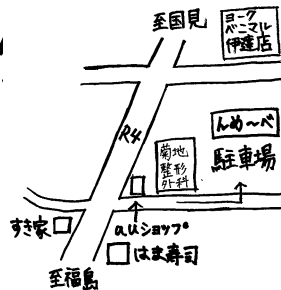 至国見
ヨーク
ベニマル
伊達店
んめ～べ
駐車場
R4
菊地
整形
外科
auショップ
すき家
はま寿司
至福島